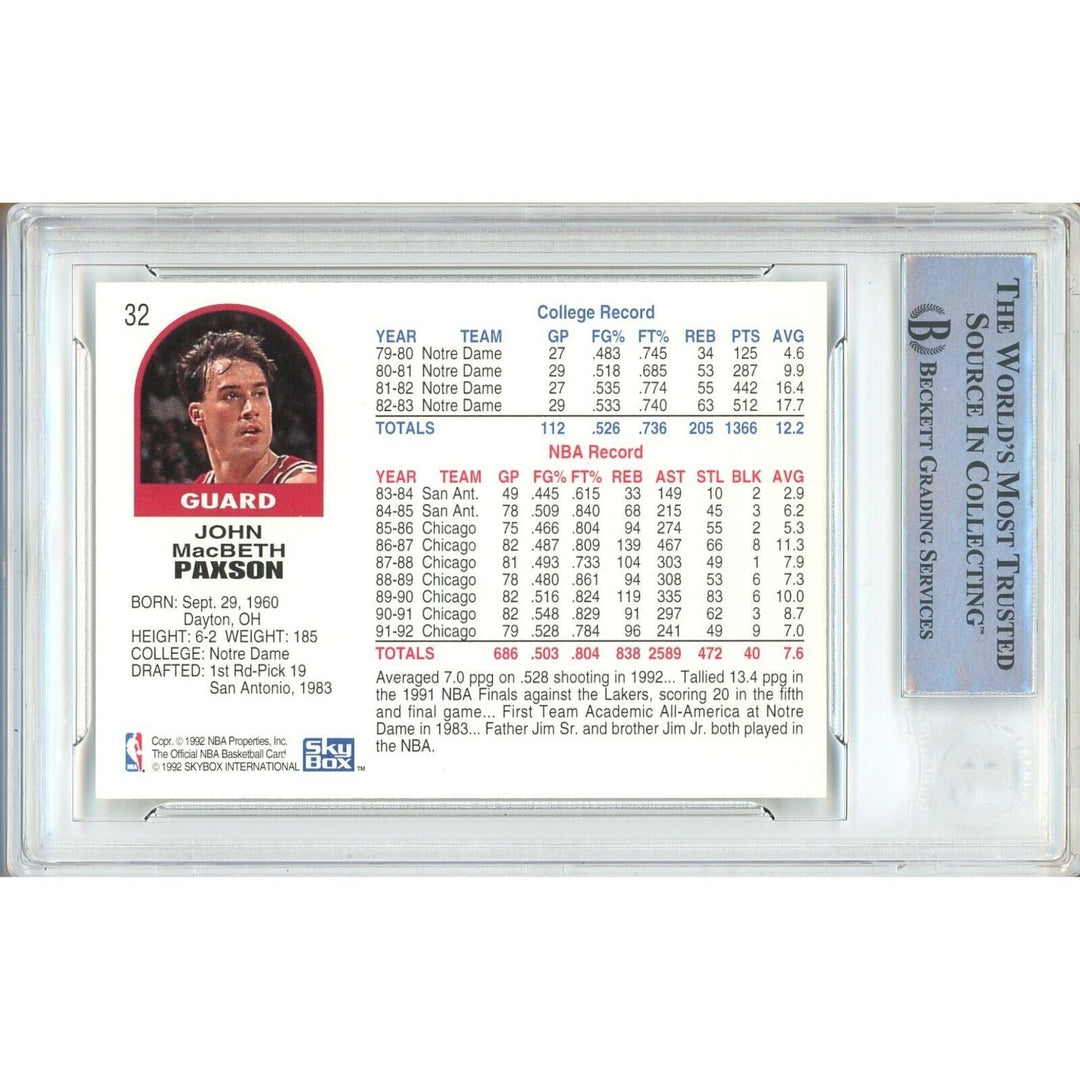 32
GUARD
JOHN
MacBETH
PAXSON
BORN: Sept. 29, 1960
Dayton, OH
HEIGHT: 6-2 WEIGHT: 185
COLLEGE: Notre Dame
DRAFTED: 1st Rd-Pick 19
San Antonio, 1983
NBA
Copr. © 1992 NBA Properties, Inc.
The Official NBA Basketball Card
© 1992 SKYBOX INTERNATIONAL
Sky
Box ™
College Record
YEAR TEAM GP FG% FT% REB PTS AVG
79-80 Notre Dame 27 .483 .745 34 125 4.6
80-81 Notre Dame 29 .518 .685 53 287 9.9
81-82 Notre Dame 27 .535 .774 55 442 16.4
82-83 Notre Dame 29 .533 .740 63 512 17.7
TOTALS 112 .526 .736 205 1366 12.2
NBA Record
YEAR TEAM GP FG% FT% REB AST STL BLK AVG
83-84 San Ant. 49 .445 .615 33 149 10 2 2.9
84-85 San Ant. 78 .509 .840 68 215 45 3 6.2
85-86 Chicago 75 .466 .804 94 274 55 2 5.3
86-87 Chicago 82 .487 .809 139 467 66 8 11.3
87-88 Chicago 81 .493 .733 104 303 49 1 7.9
88-89 Chicago 78 .480 .861 94 308 53 6 7.3
89-90 Chicago 82 .516 .824 119 335 83 6 10.0
90-91 Chicago 82 .548 .829 91 297 62 3 8.7
91-92 Chicago 79 .528 .784 96 241 49 9 7.0
TOTALS 686 .503 .804 838 2589 472 40 7.6
Averaged 7.0 ppg on .528 shooting in 1992... Tallied 13.4 ppg in
the 1991 NBA Finals against the Lakers, scoring 20 in the fifth
and final game... First Team Academic All-America at Notre
Dame in 1983... Father Jim Sr. and brother Jim Jr. both played in
the NBA.
THE WORLD'S MOST TRUSTED
SOURCE IN COLLECTING™
B BECKETT GRADING SERVICES